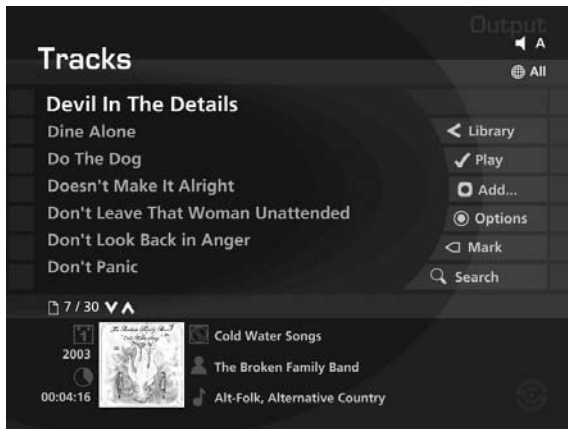 Output
A
Tracks
All
Devil In The Details
Dine Alone
Do The Dog
Doesn't Make It Alright
Don't Leave That Woman Unattended
Don't Look Back in Anger
Don't Panic
Library
Play
Add...
Options
Mark
Search
7 / 30
1
2003
00:04:16
Cold Water Songs
The Broken Family Band
Alt-Folk, Alternative Country